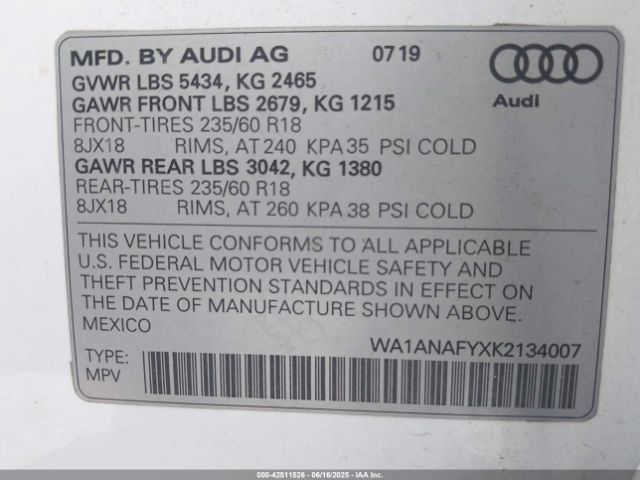 MFD. BY AUDI AG 07 19
GVWR LBS 5434, KG 2465
GAWR FRONT LBS 2679, KG 1215
FRONT-TIRES 235/60 R18
8JX18 RIMS, AT 240 KPA 35 PSI COLD
GAWR REAR LBS 3042, KG 1380
REAR-TIRES 235/60 R18
8JX18 RIMS, AT 260 KPA 38 PSI COLD
Audi
THIS VEHICLE CONFORMS TO ALL APPLICABLE
U.S. FEDERAL MOTOR VEHICLE SAFETY AND
THEFT PREVENTION STANDARDS IN EFFECT ON
THE DATE OF MANUFACTURE SHOWN ABOVE.
MEXICO
WA1ANAFYXK2134007
TYPE:
MPV
000-42511526 - 06/16/2025 - IAAI.COM